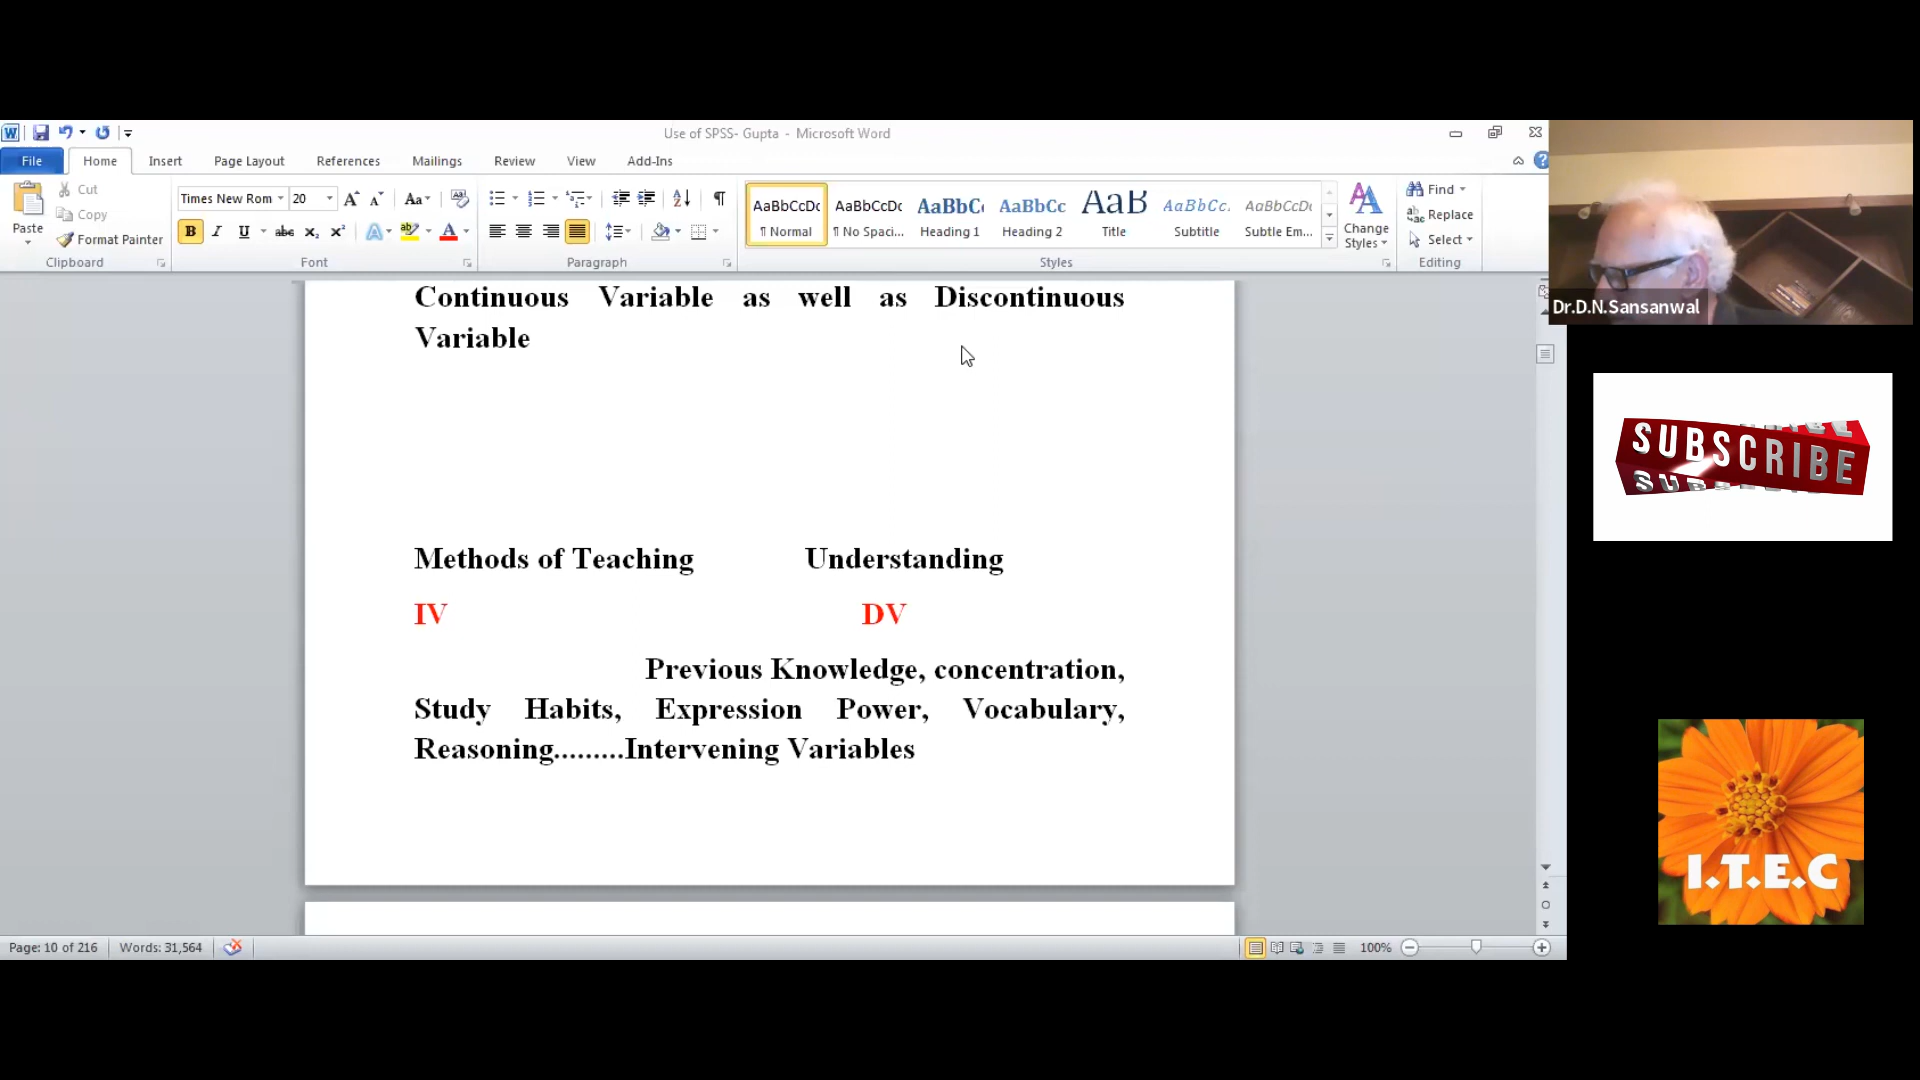 Use of SPSS- Gupta - Microsoft Word
File Home Insert Page Layout References Mailings Review View Add-Ins
Paste
Cut
Copy
Format Painter
Clipboard
Times New Rom 20
Font
Paragraph
AaBbCcDc AaBbCcDc AaBbC AaBbCc AaB AaBbCc. AaBbCcDc
¶ Normal ¶ No Spaci... Heading 1 Heading 2 Title Subtitle Subtle Em...
Change
Styles
Styles
Find
Replace
Select
Editing
Dr.D.N.Sansanwal
Continuous Variable as well as Discontinuous
Variable
Methods of Teaching Understanding
IV DV
Previous Knowledge, concentration,
Study Habits, Expression Power, Vocabulary,
Reasoning.........Intervening Variables
SUBSCRIBE
I.T.E.C
Page: 10 of 216 Words: 31,564 100%